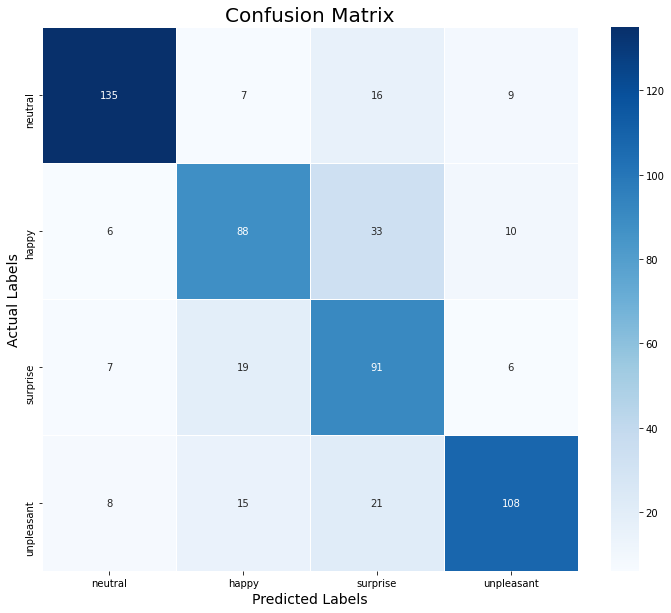 Confusion Matrix
Actual Labels
neutral
135 7 16 9
happy
6 88 33 10
surprise
7 19 91 6
unpleasant
8 15 21 108
neutral happy surprise unpleasant
Predicted Labels
120
100
80
60
40
20